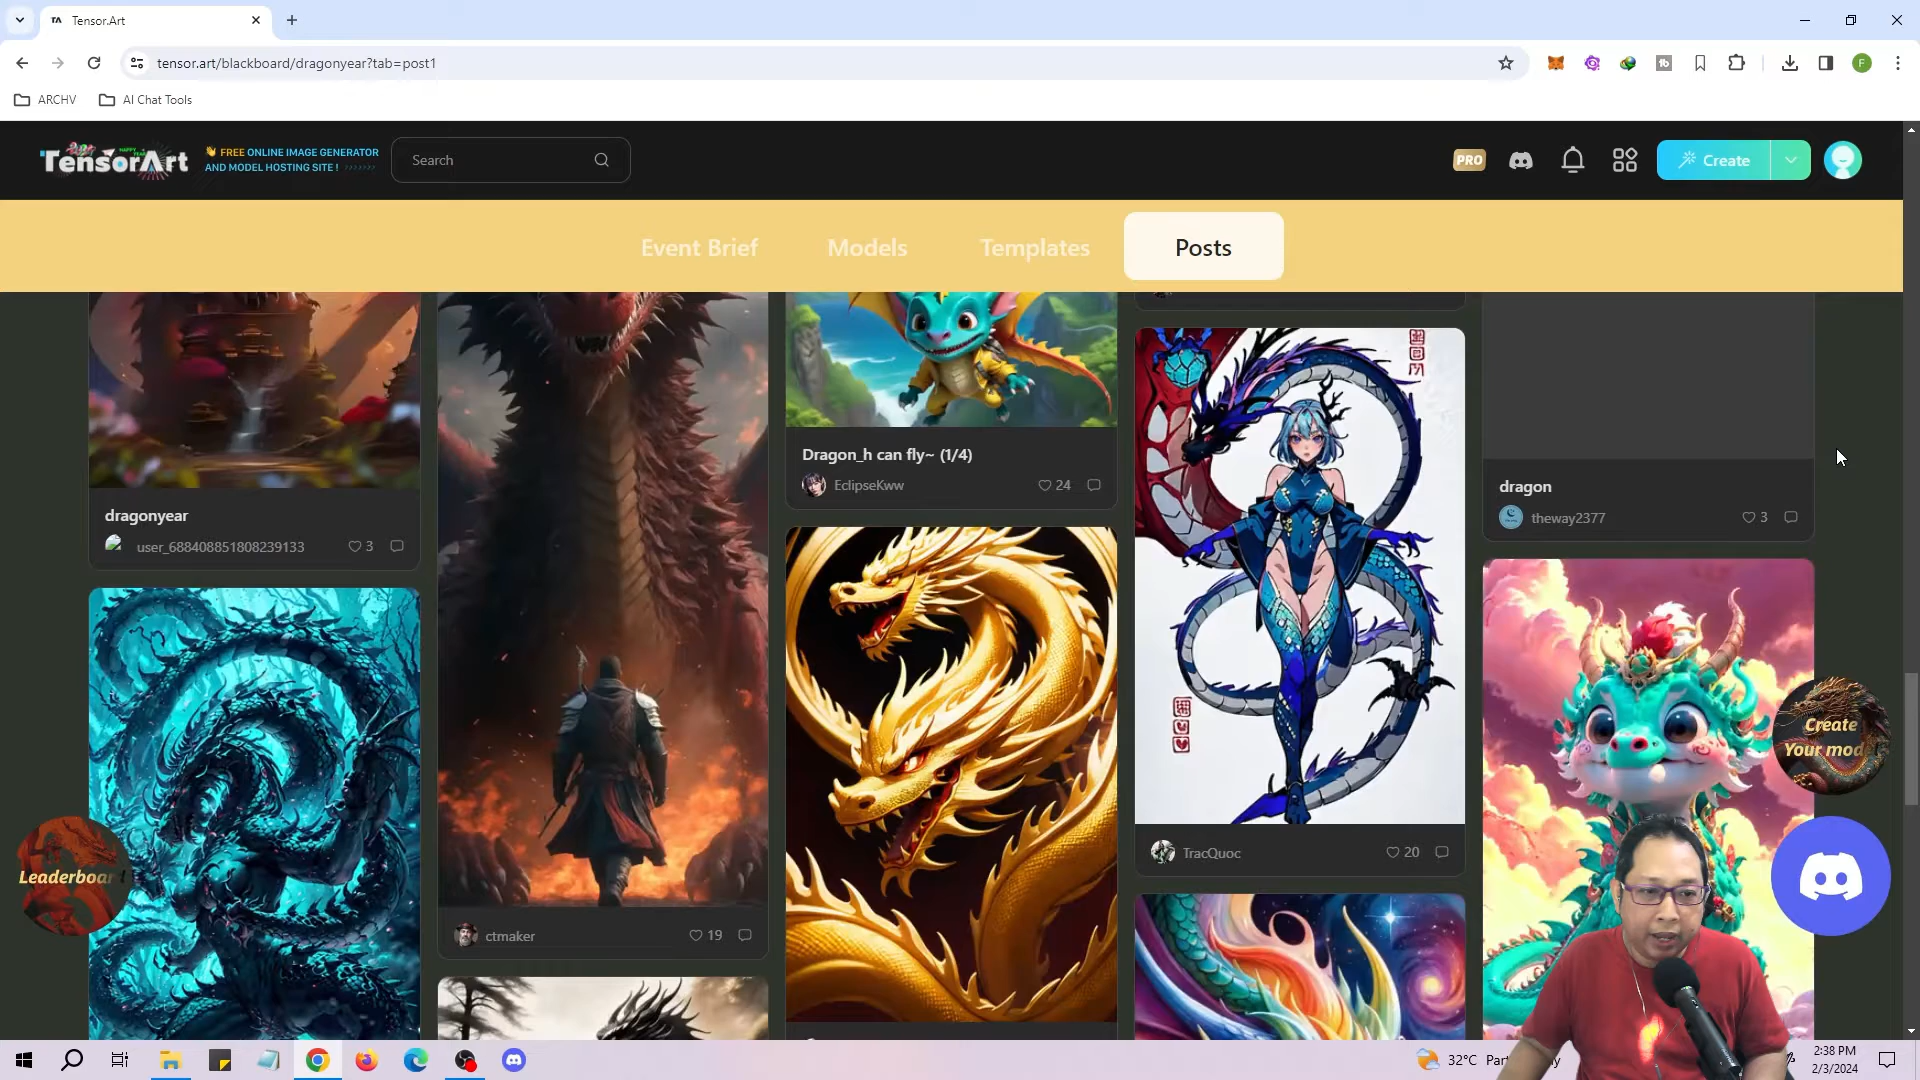 Tensor.Art
tensor.art/blackboard/dragonyear?tab=post1
ARCHV
AI Chat Tools
TensorArt
FREE ONLINE IMAGE GENERATOR
AND MODEL HOSTING SITE !
Search
PRO
Create
Event Brief
Models
Templates
Posts
dragonyear
user_688408851808239133
3
ctmaker
19
Dragon_h can fly~ (1/4)
EclipseKww
24
TracQuoc
20
dragon
theway2377
3
Leaderboar
Create
Your mod
32°C
2:38 PM
2/3/2024